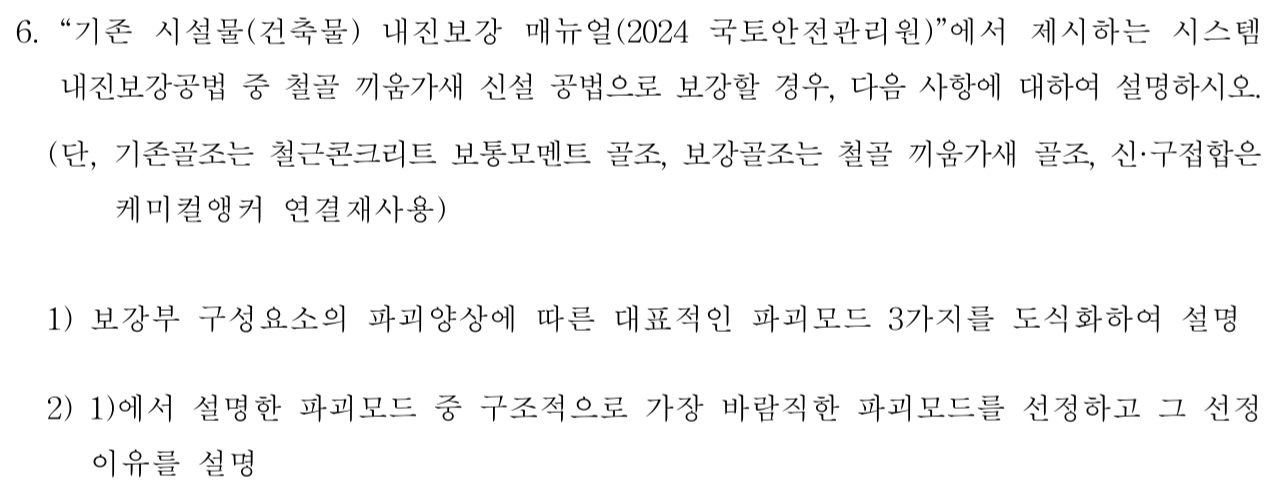 6. “기존 시설물(건축물) 내진보강 매뉴얼(2024 국토안전관리원)”에서 제시하는 시스템
내진보강공법 중 철골 끼움가새 신설 공법으로 보강할 경우, 다음 사항에 대하여 설명하시오.
(단, 기존골조는 철근콘크리트 보통모멘트 골조, 보강골조는 철골 끼움가새 골조, 신·구접합은
케미컬앵커 연결재사용)
1) 보강부 구성요소의 파괴양상에 따른 대표적인 파괴모드 3가지를 도식화하여 설명
2) 1)에서 설명한 파괴모드 중 구조적으로 가장 바람직한 파괴모드를 선정하고 그 선정
이유를 설명